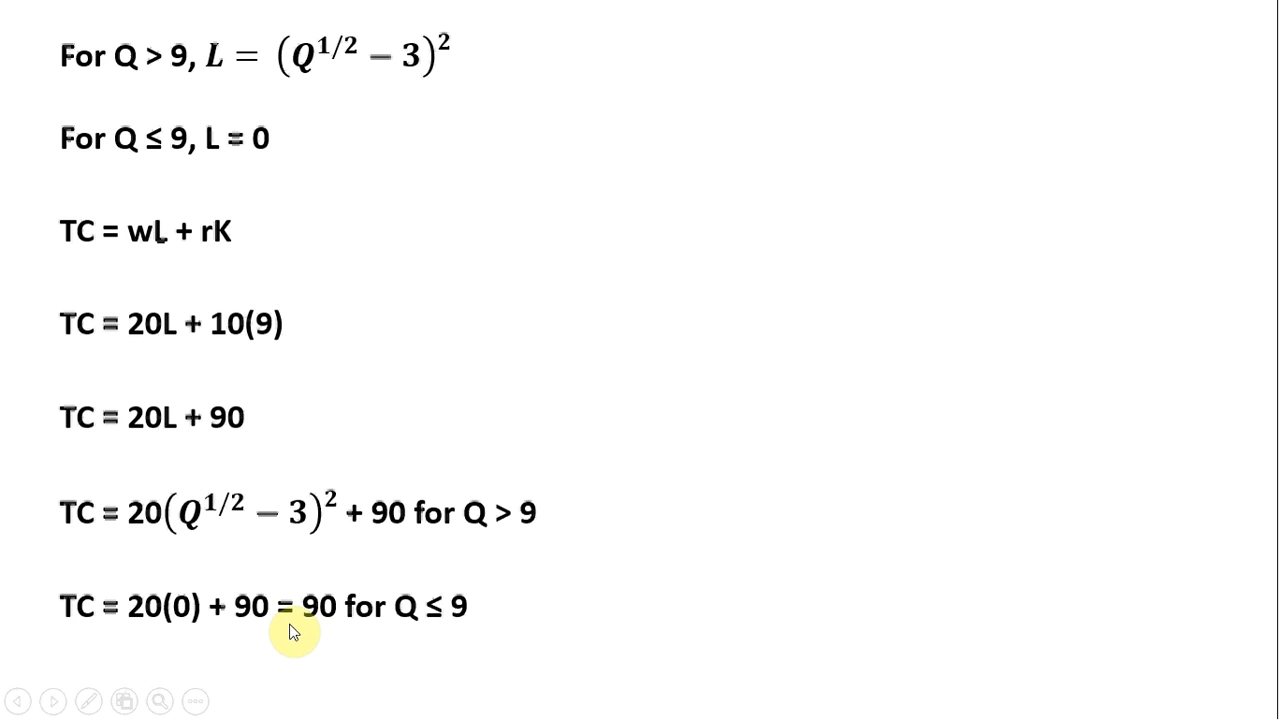 For Q > 9, L = (Q^{1/2} − 3)^2
For Q ≤ 9, L = 0
TC = wL + rK
TC = 20L + 10(9)
TC = 20L + 90
TC = 20(Q^{1/2} − 3)^2 + 90 for Q > 9
TC = 20(0) + 90 = 90 for Q ≤ 9